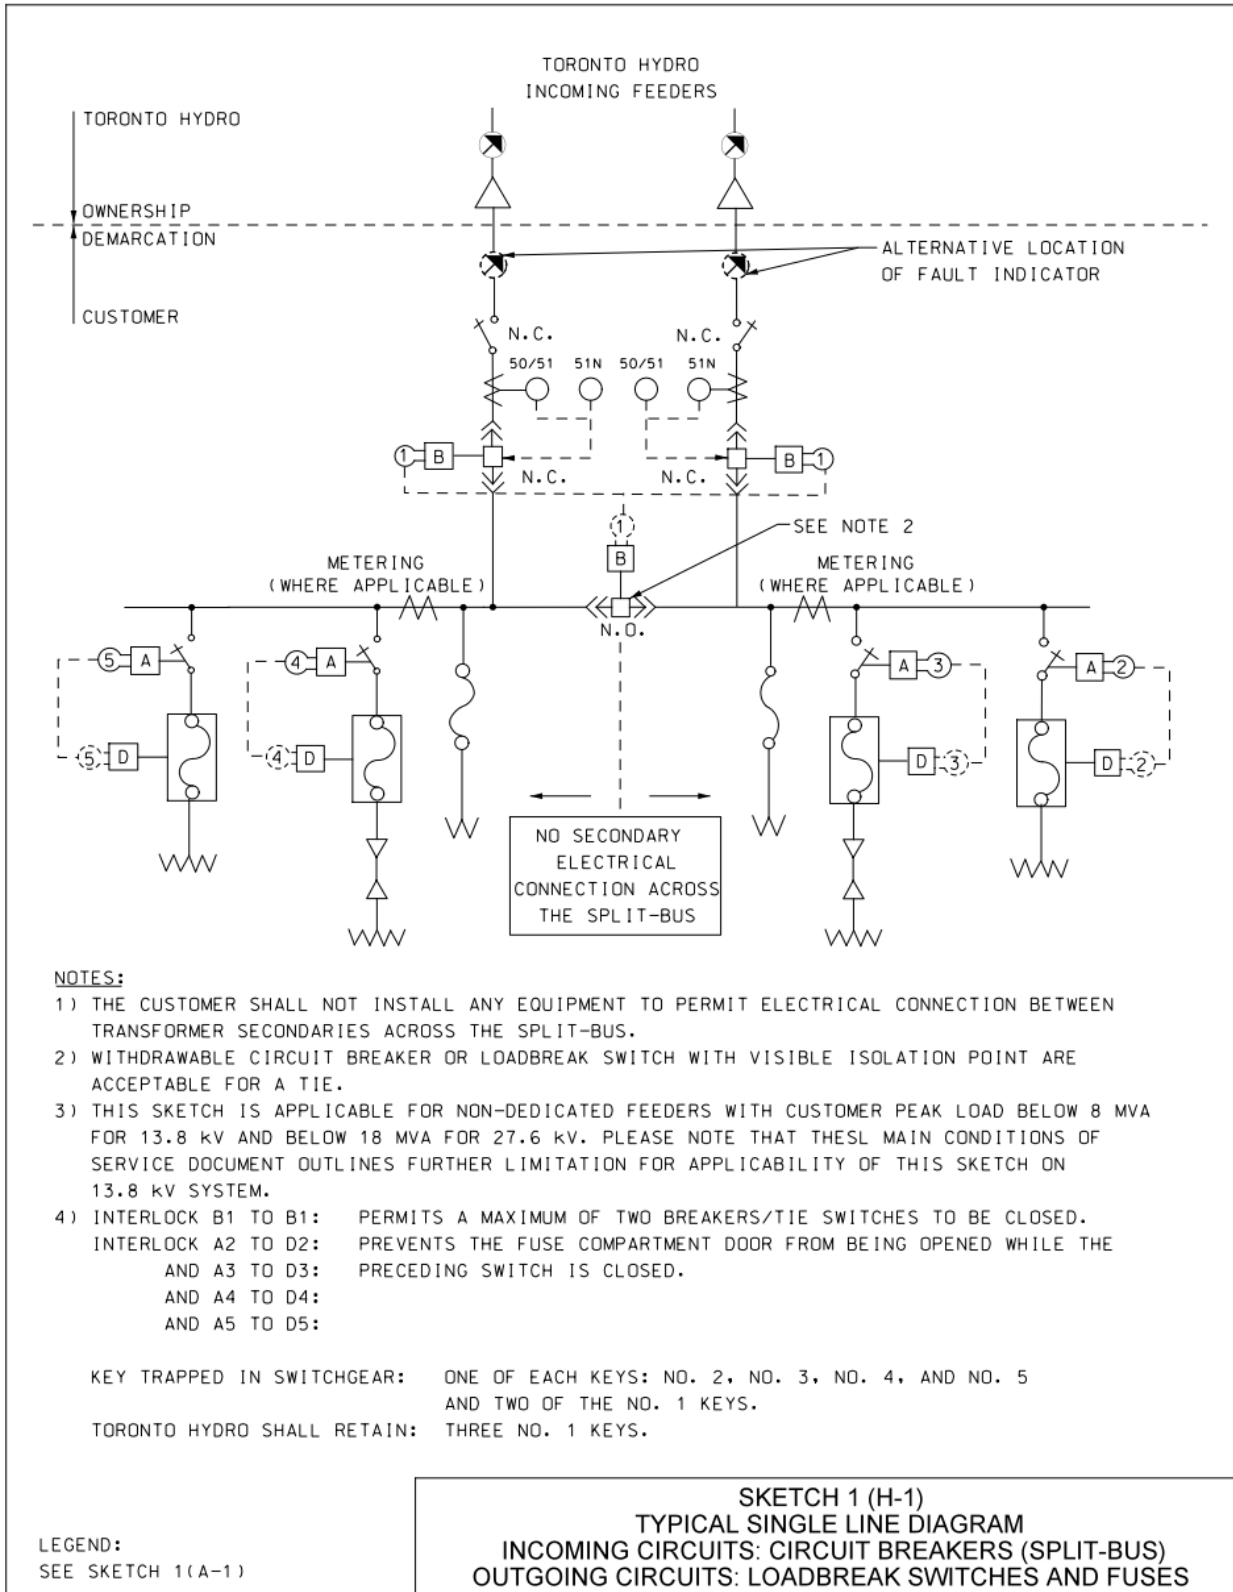 TORONTO HYDRO
INCOMING FEEDERS
TORONTO HYDRO
OWNERSHIP
DEMARCATION
ALTERNATIVE LOCATION
OF FAULT INDICATOR
CUSTOMER
N.C. N.C.
50/51 51N 50/51 51N
1 B B 1
N.C. N.C.
1
SEE NOTE 2
B
METERING
(WHERE APPLICABLE)
METERING
(WHERE APPLICABLE)
N.O.
5 A 4 A A 3 A 2
5 D 4 D D 3 D 2
NO SECONDARY
ELECTRICAL
CONNECTION ACROSS
THE SPLIT-BUS
NOTES:
1) THE CUSTOMER SHALL NOT INSTALL ANY EQUIPMENT TO PERMIT ELECTRICAL CONNECTION BETWEEN
TRANSFORMER SECONDARIES ACROSS THE SPLIT-BUS.
2) WITHDRAWABLE CIRCUIT BREAKER OR LOADBREAK SWITCH WITH VISIBLE ISOLATION POINT ARE
ACCEPTABLE FOR A TIE.
3) THIS SKETCH IS APPLICABLE FOR NON-DEDICATED FEEDERS WITH CUSTOMER PEAK LOAD BELOW 8 MVA
FOR 13.8 kV AND BELOW 18 MVA FOR 27.6 kV. PLEASE NOTE THAT THESL MAIN CONDITIONS OF
SERVICE DOCUMENT OUTLINES FURTHER LIMITATION FOR APPLICABILITY OF THIS SKETCH ON
13.8 kV SYSTEM.
4) INTERLOCK B1 TO B1: PERMITS A MAXIMUM OF TWO BREAKERS/TIE SWITCHES TO BE CLOSED.
INTERLOCK A2 TO D2: PREVENTS THE FUSE COMPARTMENT DOOR FROM BEING OPENED WHILE THE
AND A3 TO D3: PRECEDING SWITCH IS CLOSED.
AND A4 TO D4:
AND A5 TO D5:
KEY TRAPPED IN SWITCHGEAR: ONE OF EACH KEYS: NO. 2, NO. 3, NO. 4, AND NO. 5
AND TWO OF THE NO. 1 KEYS.
TORONTO HYDRO SHALL RETAIN: THREE NO. 1 KEYS.
LEGEND:
SEE SKETCH 1(A-1)
SKETCH 1 (H-1)
TYPICAL SINGLE LINE DIAGRAM
INCOMING CIRCUITS: CIRCUIT BREAKERS (SPLIT-BUS)
OUTGOING CIRCUITS: LOADBREAK SWITCHES AND FUSES